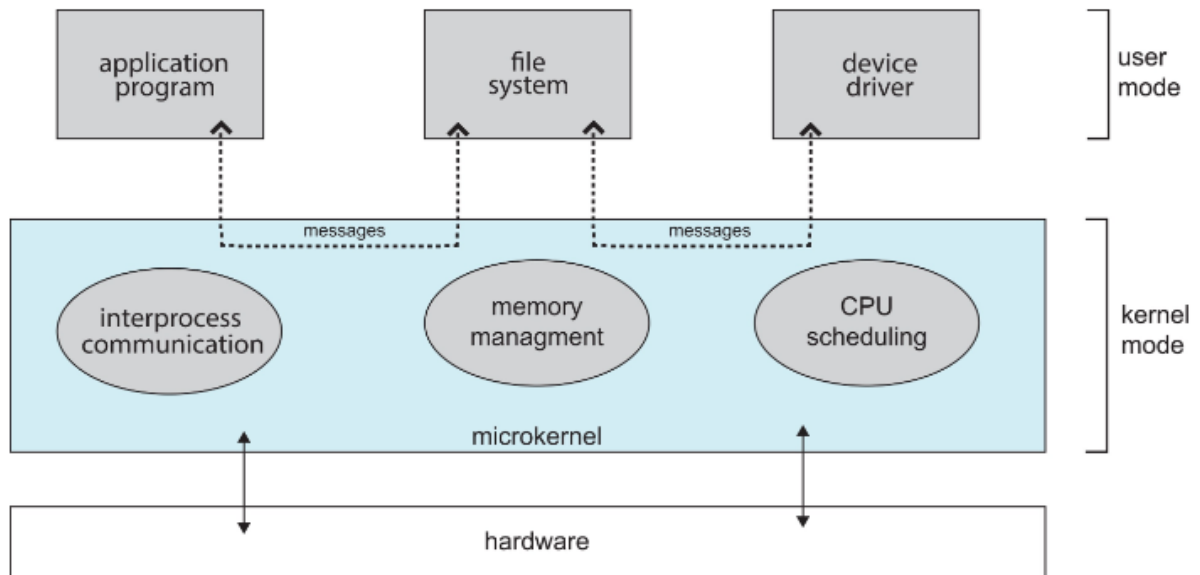 application
program
file
system
device
driver
user
mode
messages
messages
interprocess
communication
memory
managment
CPU
scheduling
kernel
mode
microkernel
hardware